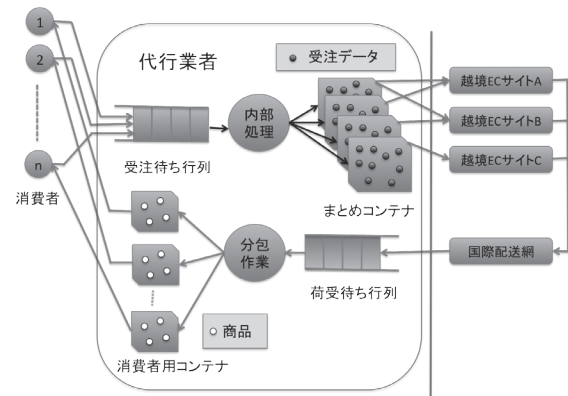 1
2
n
消費者
代行業者
受注データ
受注待ち行列
内部
処理
まとめコンテナ
越境ECサイトA
越境ECサイトB
越境ECサイトC
国際配送網
荷受待ち行列
分包
作業
商品
消費者用コンテナ